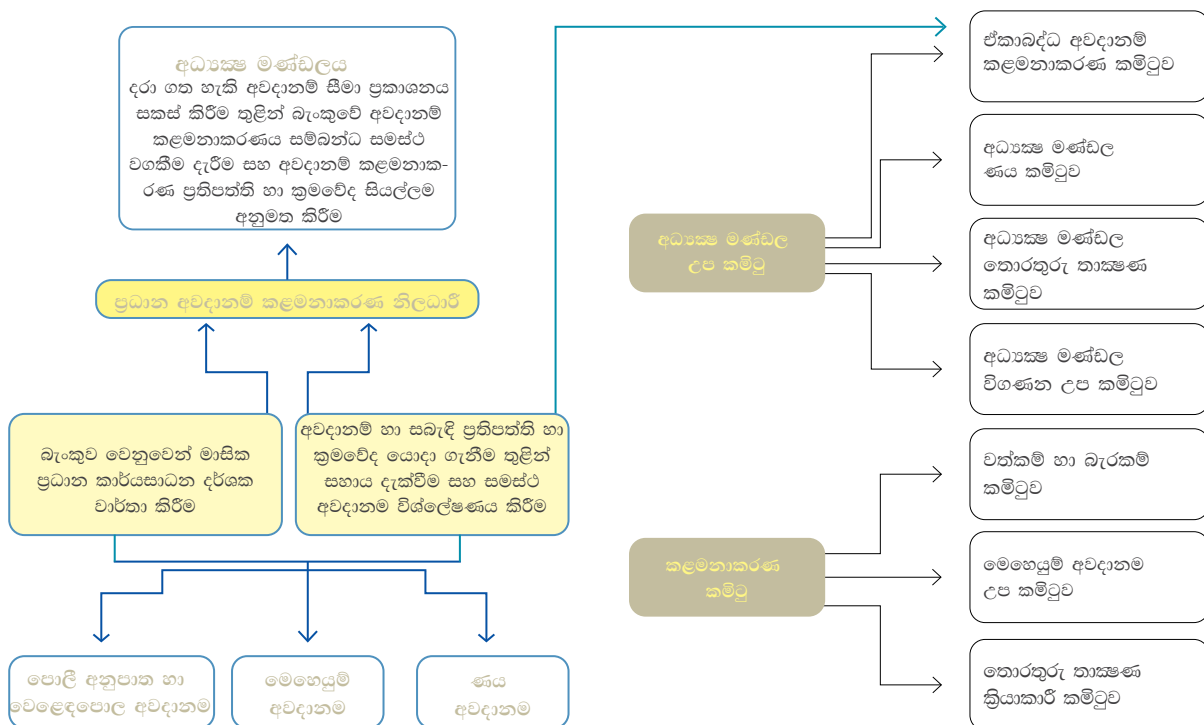 අධ්‍යක්ෂ මණ්ඩලය
දරා ගත හැකි අවදානම් සීමා ප්‍රකාශනය
සකස් කිරීම තුළින් බැංකුවේ අවදානම්
කළමනාකරණය සම්බන්ධ සමස්ථ
වගකීම දැරීම සහ අවදානම් කළමනාක-
රණ ප්‍රතිපත්ති හා ක්‍රමවේද සියල්ලම
අනුමත කිරීම
ප්‍රධාන අවදානම් කළමනාකරණ නිලධාරී
බැංකුව වෙනුවෙන් මාසික
ප්‍රධාන කාර්යසාධන දර්ශක
වාර්තා කිරීම
අවදානම් හා සබැඳි ප්‍රතිපත්ති හා
ක්‍රමවේද යොදා ගැනීම තුළින්
සහාය දැක්වීම සහ සමස්ථ
අවදානම විශ්ලේෂණය කිරීම
පොලී අනුපාත හා
වෙළෙඳපොල අවදානම
මෙහෙයුම්
අවදානම
ණය
අවදානම
අධ්‍යක්ෂ මණ්ඩල
උප කමිටු
ඒකාබද්ධ අවදානම්
කළමනාකරණ කමිටුව
අධ්‍යක්ෂ මණ්ඩල
ණය කමිටුව
අධ්‍යක්ෂ මණ්ඩල
තොරතුරු තාක්ෂණ
කමිටුව
අධ්‍යක්ෂ මණ්ඩල
විගණන උප කමිටුව
කළමනාකරණ
කමිටු
වත්කම් හා බැරකම්
කමිටුව
මෙහෙයුම් අවදානම
උප කමිටුව
තොරතුරු තාක්ෂණ
ක්‍රියාකාරී කමිටුව